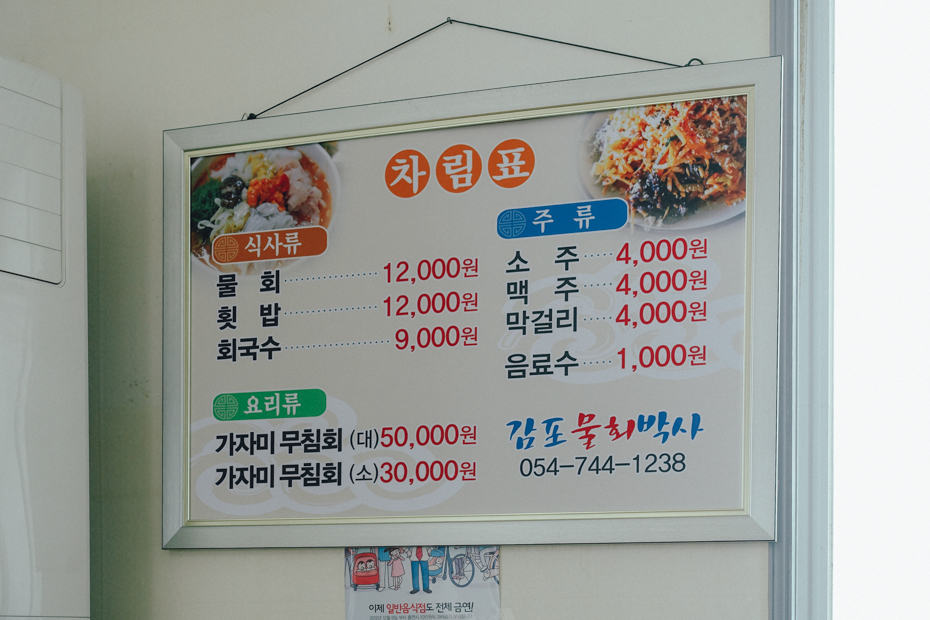 차림표
식사류
물 회 12,000원
횟 밥 12,000원
회국수 9,000원
요리류
가자미 무침회 (대) 50,000원
가자미 무침회 (소) 30,000원
주 류
소 주 4,000원
맥 주 4,000원
막걸리 4,000원
음료수 1,000원
감포물회박사
054-744-1238
이제 일반음식점도 전체 금연!